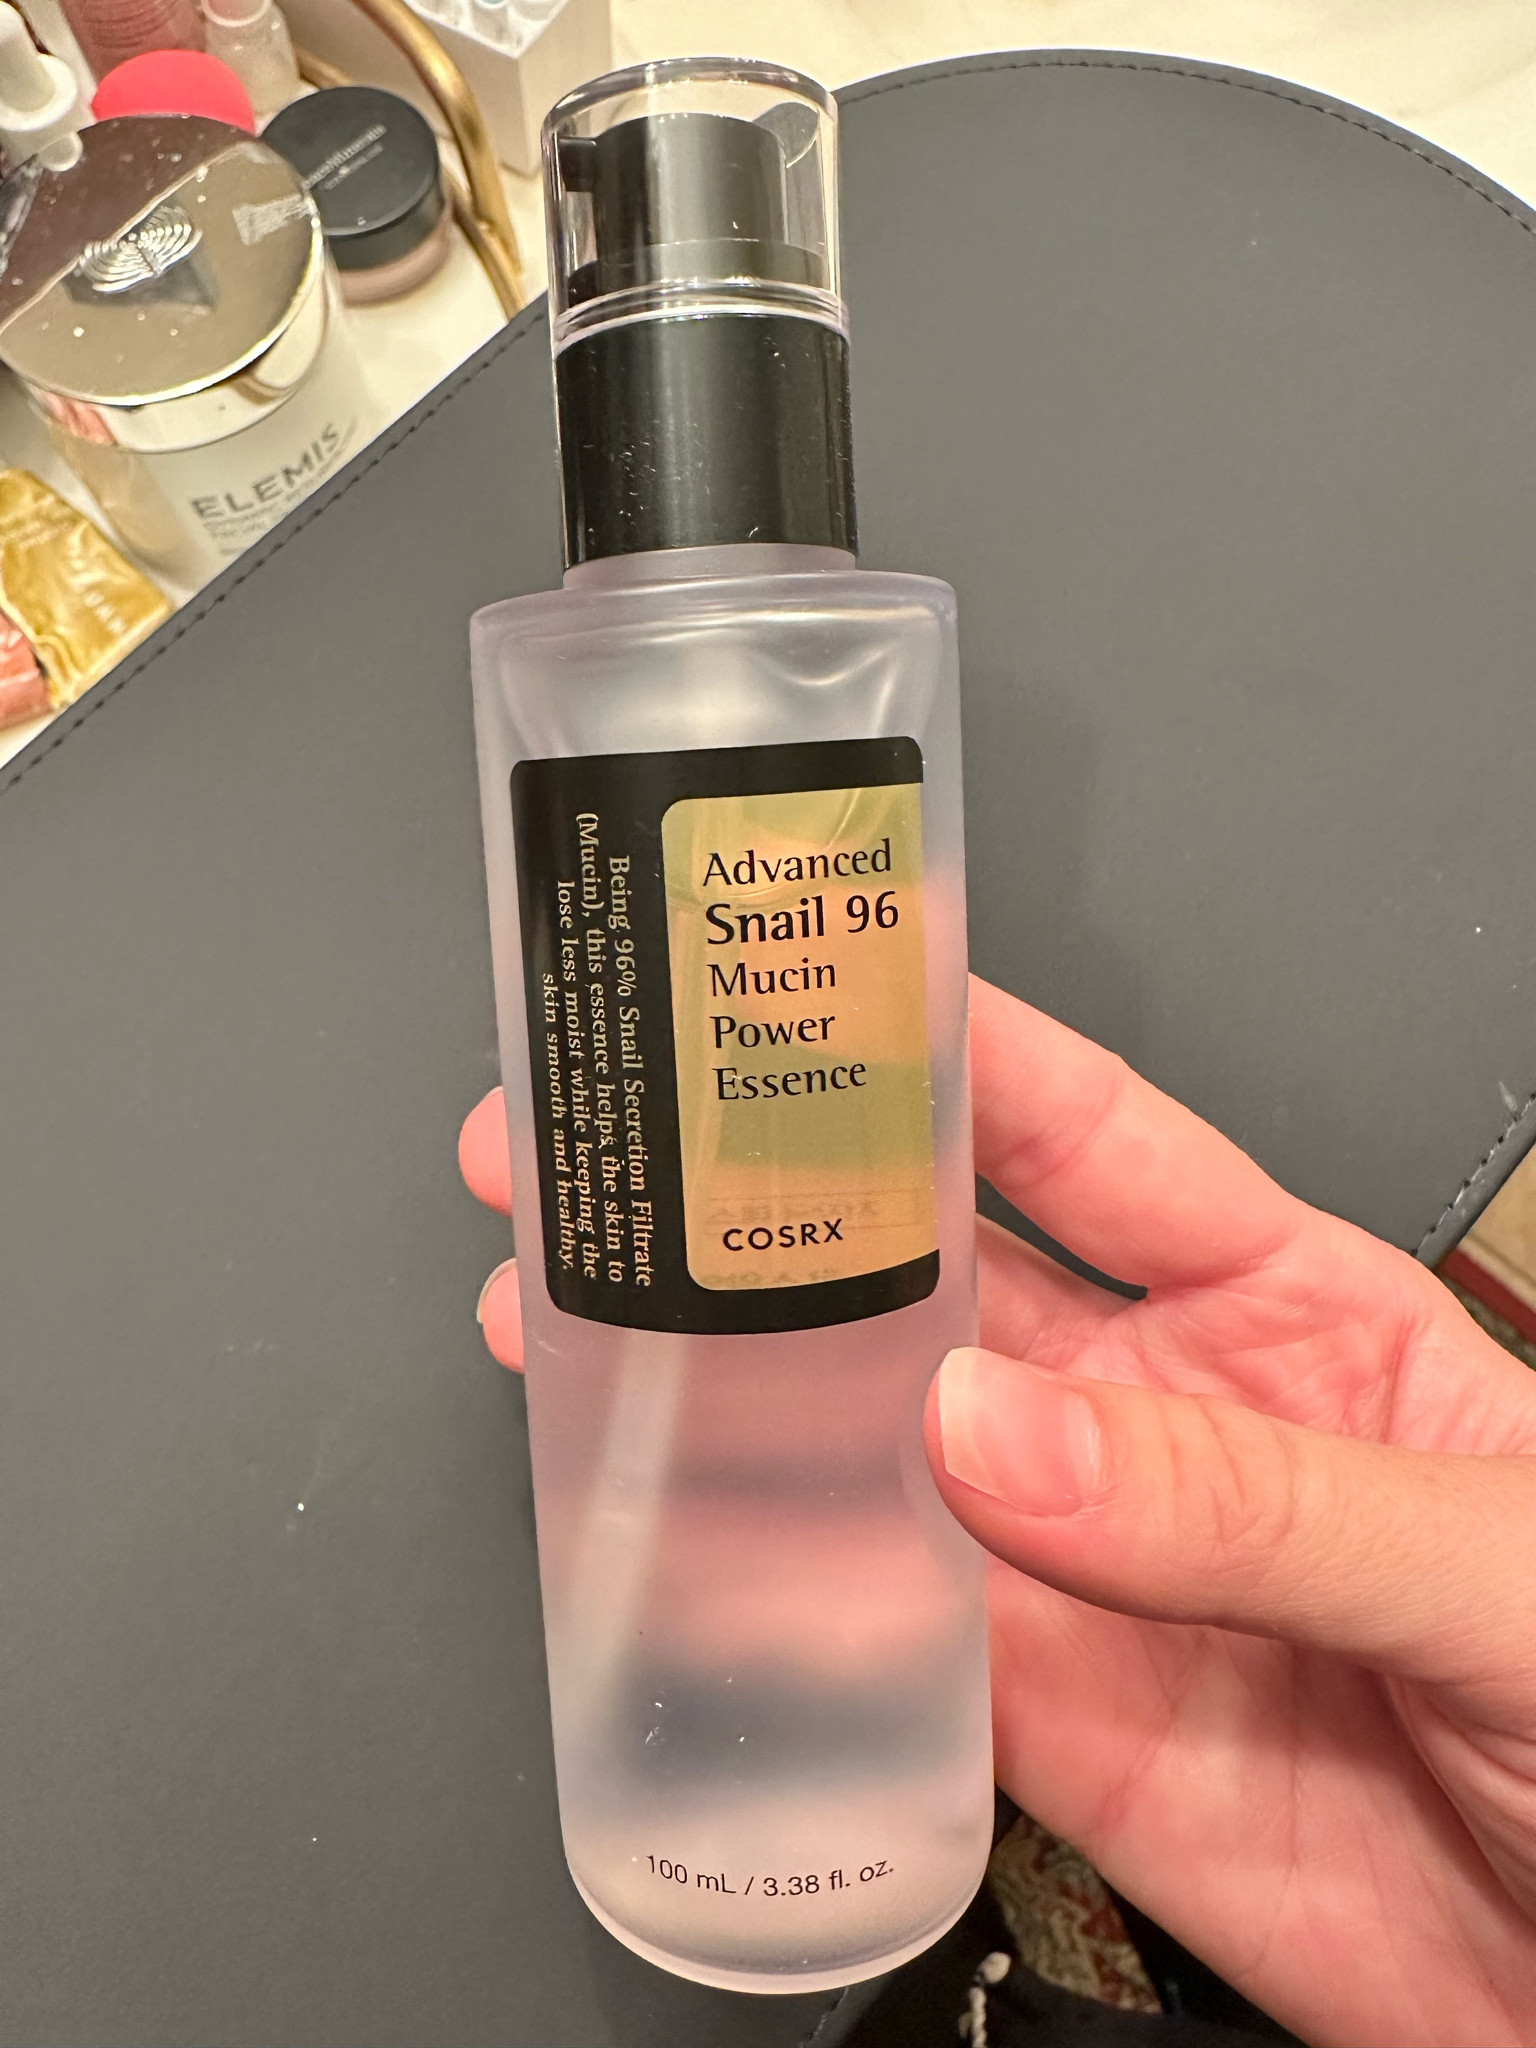 Advanced
Snail 96
Mucin
Power
Essence
COSRX
Being 96% Snail Secretion Filtrate
(Mucin), this essence helps the skin to
lose less moist while keeping the
skin smooth and healthy.
100 mL / 3.38 fl. oz.
ELEMIS
bareMinerals